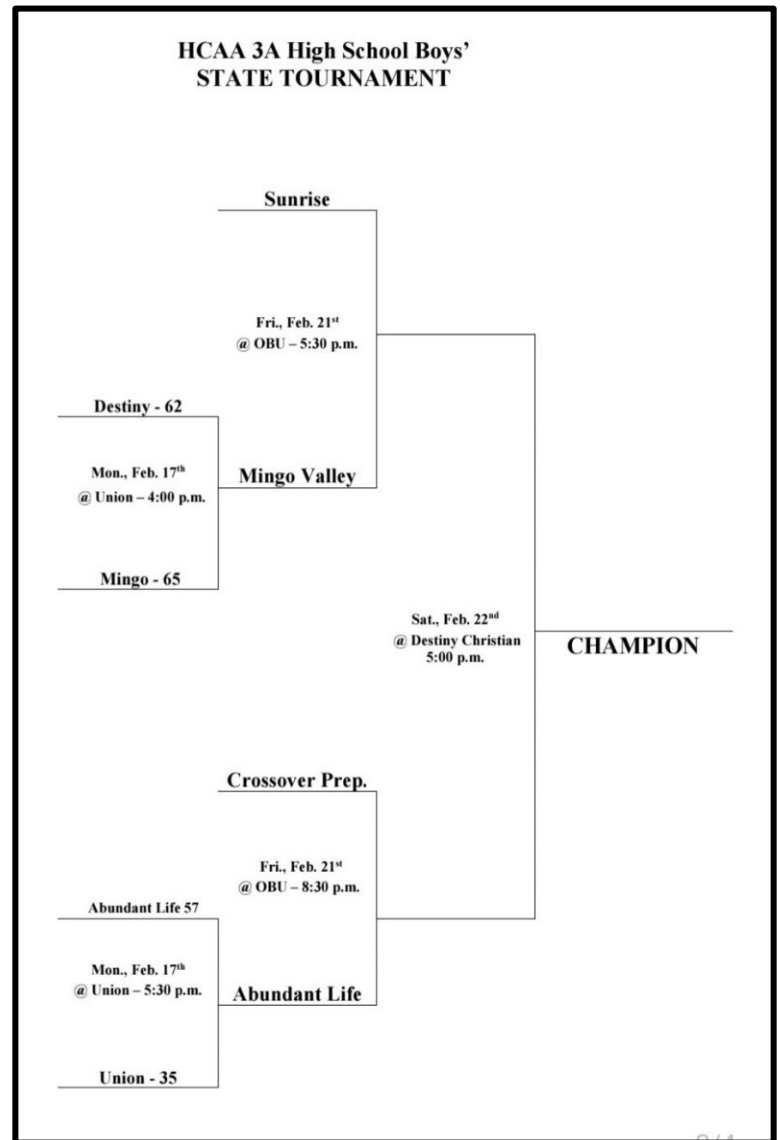 HCAA 3A High School Boys'
STATE TOURNAMENT
Sunrise
Fri., Feb. 21st
@ OBU – 5:30 p.m.
Destiny - 62
Mon., Feb. 17th
@ Union – 4:00 p.m.
Mingo Valley
Mingo - 65
Sat., Feb. 22nd
@ Destiny Christian
5:00 p.m.
CHAMPION
Crossover Prep.
Fri., Feb. 21st
@ OBU – 8:30 p.m.
Abundant Life 57
Mon., Feb. 17th
@ Union – 5:30 p.m.
Abundant Life
Union - 35